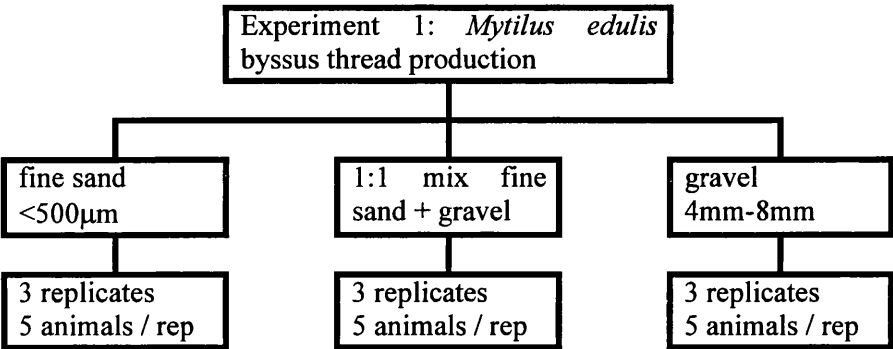 Experiment 1: Mytilus edulis
byssus thread production
fine sand
<500µm
1:1 mix fine
sand + gravel
gravel
4mm-8mm
3 replicates
5 animals / rep
3 replicates
5 animals / rep
3 replicates
5 animals / rep